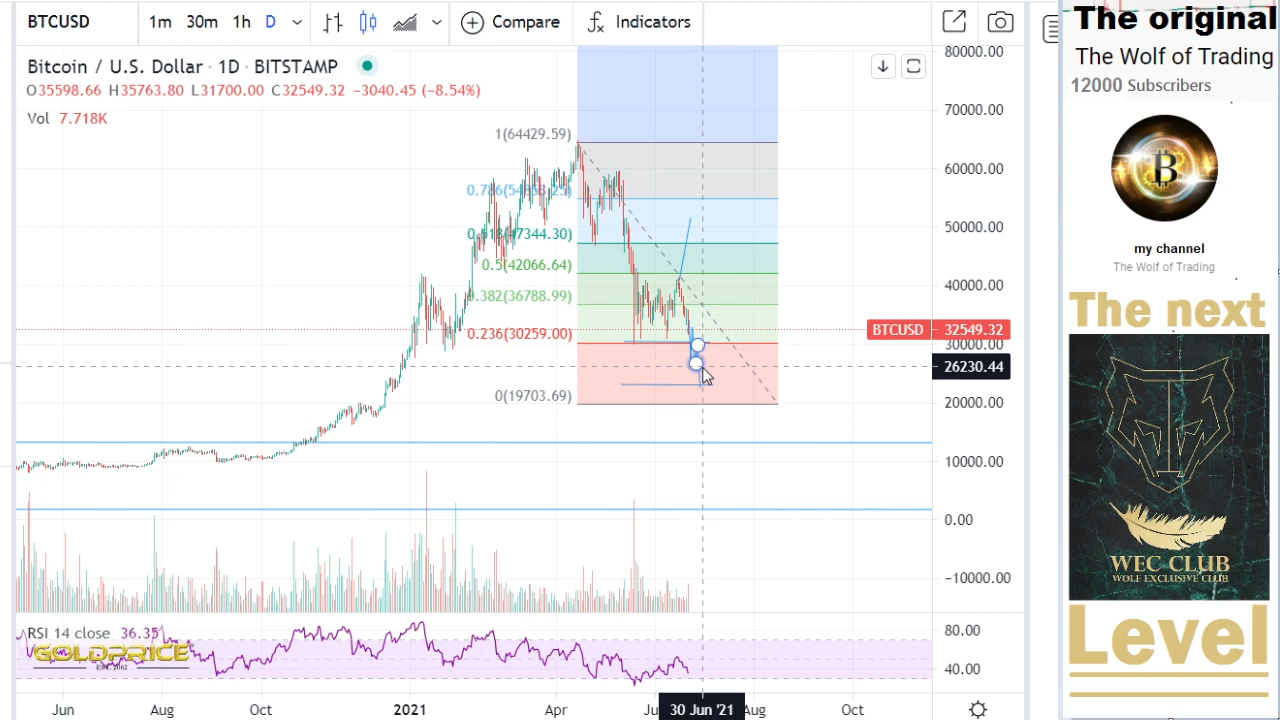 BTCUSD
1m 30m 1h D
Compare
Indicators
Bitcoin / U.S. Dollar · 1D · BITSTAMP
O35598.66 H35763.80 L31700.00 C32549.32 −3040.45 (−8.54%)
Vol 7.718K
1(64429.59)
0.618(47344.30)
0.5(42066.64)
0.382(36788.99)
0.236(30259.00)
0(19703.69)
80000.00
70000.00
60000.00
50000.00
40000.00
BTCUSD 32549.32
30000.00
26230.44
20000.00
10000.00
0.00
−10000.00
RSI 14 close 36.35
GOLDPRICE
80.00
40.00
Jun Aug Oct 2021 Apr 30 Jun '21 Aug Oct
The original
The Wolf of Trading
12000 Subscribers
B
my channel
The Wolf of Trading
The next
WEC CLUB
WOLF EXCLUSIVE CLUB
Level